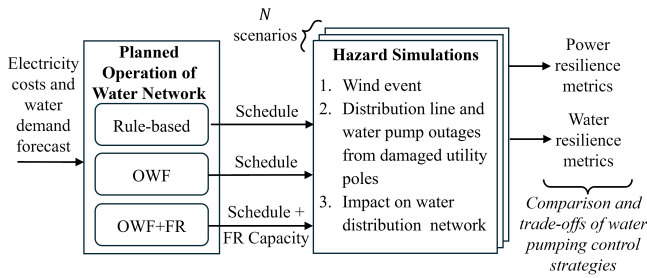 N
scenarios
Electricity
costs and
water
demand
forecast
Planned
Operation of
Water Network
Rule-based
OWF
OWF+FR
Schedule
Schedule
Schedule +
FR Capacity
Hazard Simulations
1. Wind event
2. Distribution line and
water pump outages
from damaged utility
poles
3. Impact on water
distribution network
Power
resilience
metrics
Water
resilience
metrics
Comparison and
trade-offs of water
pumping control
strategies